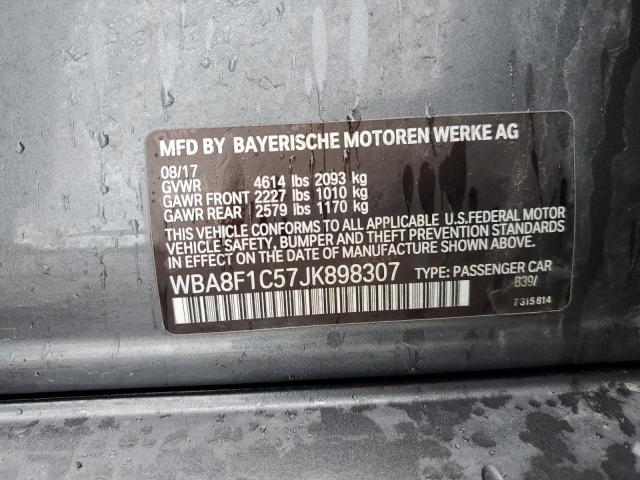 MFD BY BAYERISCHE MOTOREN WERKE AG
08/17
GVWR 4614 lbs 2093 kg
GAWR FRONT 2227 lbs 1010 kg
GAWR REAR 2579 lbs 1170 kg
THIS VEHICLE CONFORMS TO ALL APPLICABLE U.S.FEDERAL MOTOR
VEHICLE SAFETY, BUMPER, AND THEFT PREVENTION STANDARDS
IN EFFECT ON THE DATE OF MANUFACTURE SHOWN ABOVE.
WBA8F1C57JK898307 TYPE: PASSENGER CAR
B39/
7315814